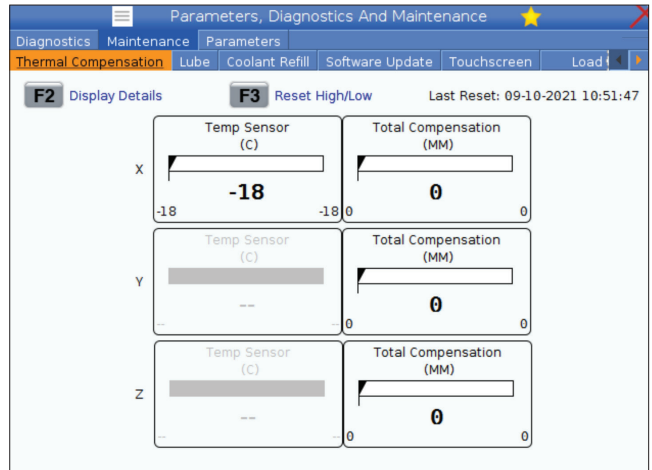 Parameters, Diagnostics And Maintenance
Diagnostics Maintenance Parameters
Thermal Compensation Lube Coolant Refill Software Update Touchscreen Load
F2 Display Details F3 Reset High/Low Last Reset: 09-10-2021 10:51:47
Temp Sensor Total Compensation
(C) (MM)
X
-18 0
-18 -18 0 0
Temp Sensor Total Compensation
(C) (MM)
Y
-- 0
-- -- 0 0
Temp Sensor Total Compensation
(C) (MM)
Z
-- 0
-- -- 0 0